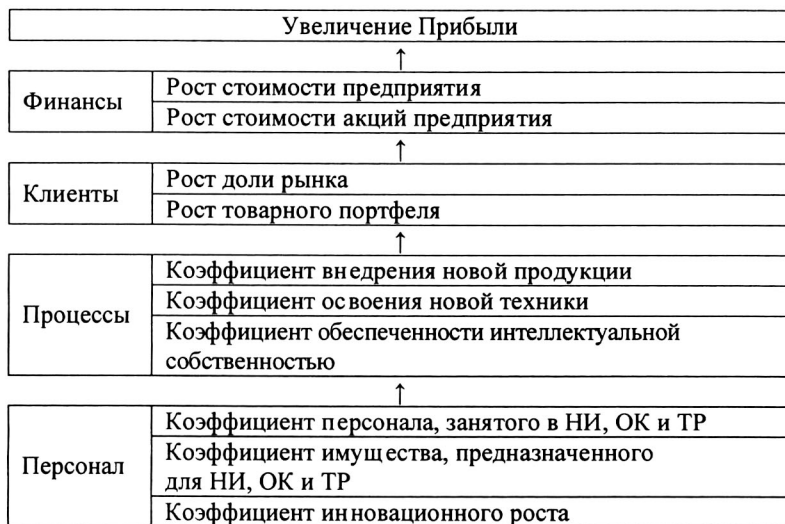 Увеличение Прибыли
↑
Финансы
Рост стоимости предприятия
Рост стоимости акций предприятия
↑
Клиенты
Рост доли рынка
Рост товарного портфеля
↑
Процессы
Коэффициент внедрения новой продукции
Коэффициент освоения новой техники
Коэффициент обеспеченности интеллектуальной
собственностью
↑
Персонал
Коэффициент персонала, занятого в НИ, ОК и ТР
Коэффициент имущества, предназначенного
для НИ, ОК и ТР
Коэффициент инновационного роста